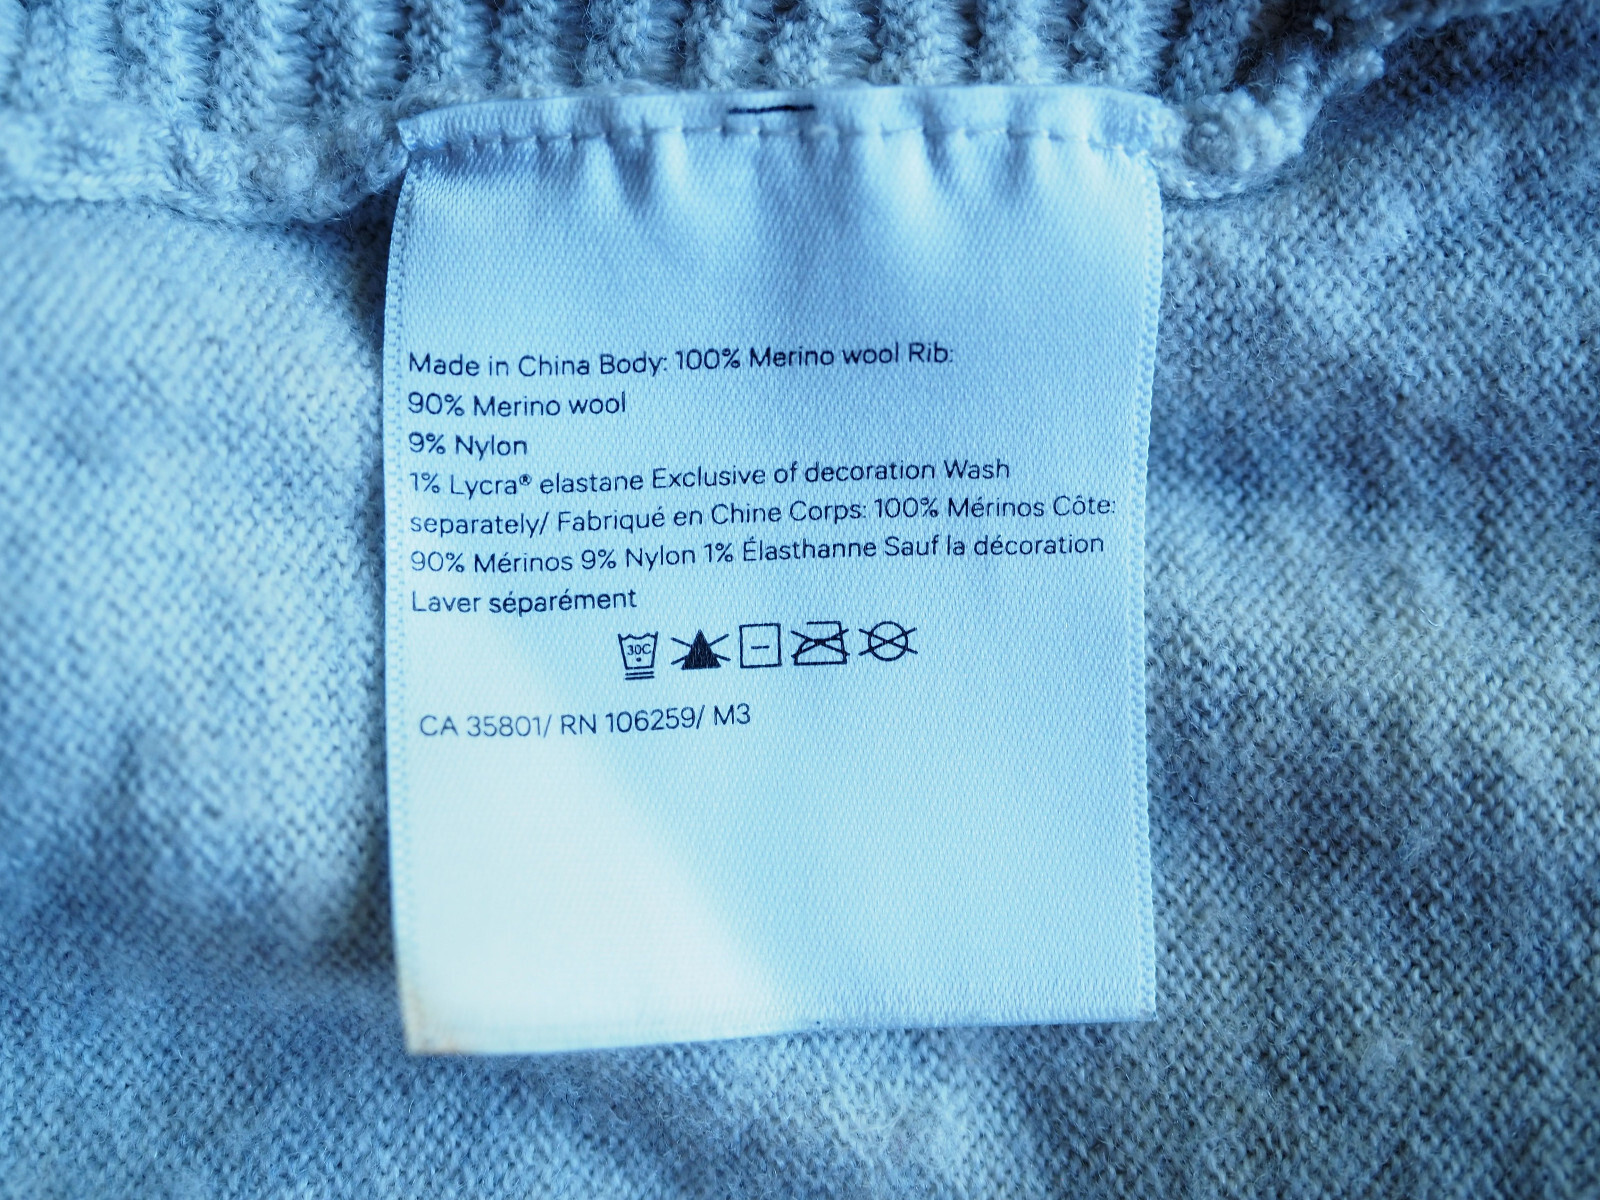 Made in China Body: 100% Merino wool Rib:
90% Merino wool
9% Nylon
1% Lycra® elastane Exclusive of decoration Wash
separately/ Fabriqué en Chine Corps: 100% Mérinos Côte:
90% Mérinos 9% Nylon 1% Élasthanne Sauf la décoration
Laver séparément
30C
CA 35801/ RN 106259/ M3